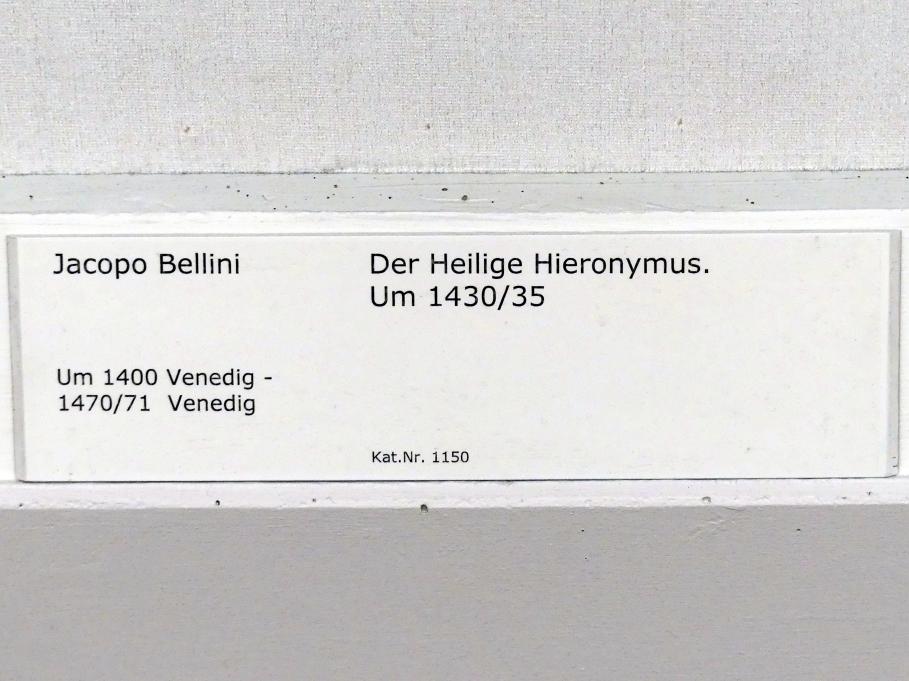 Jacopo Bellini
Der Heilige Hieronymus.
Um 1430/35
Um 1400 Venedig -
1470/71 Venedig
Kat.Nr. 1150